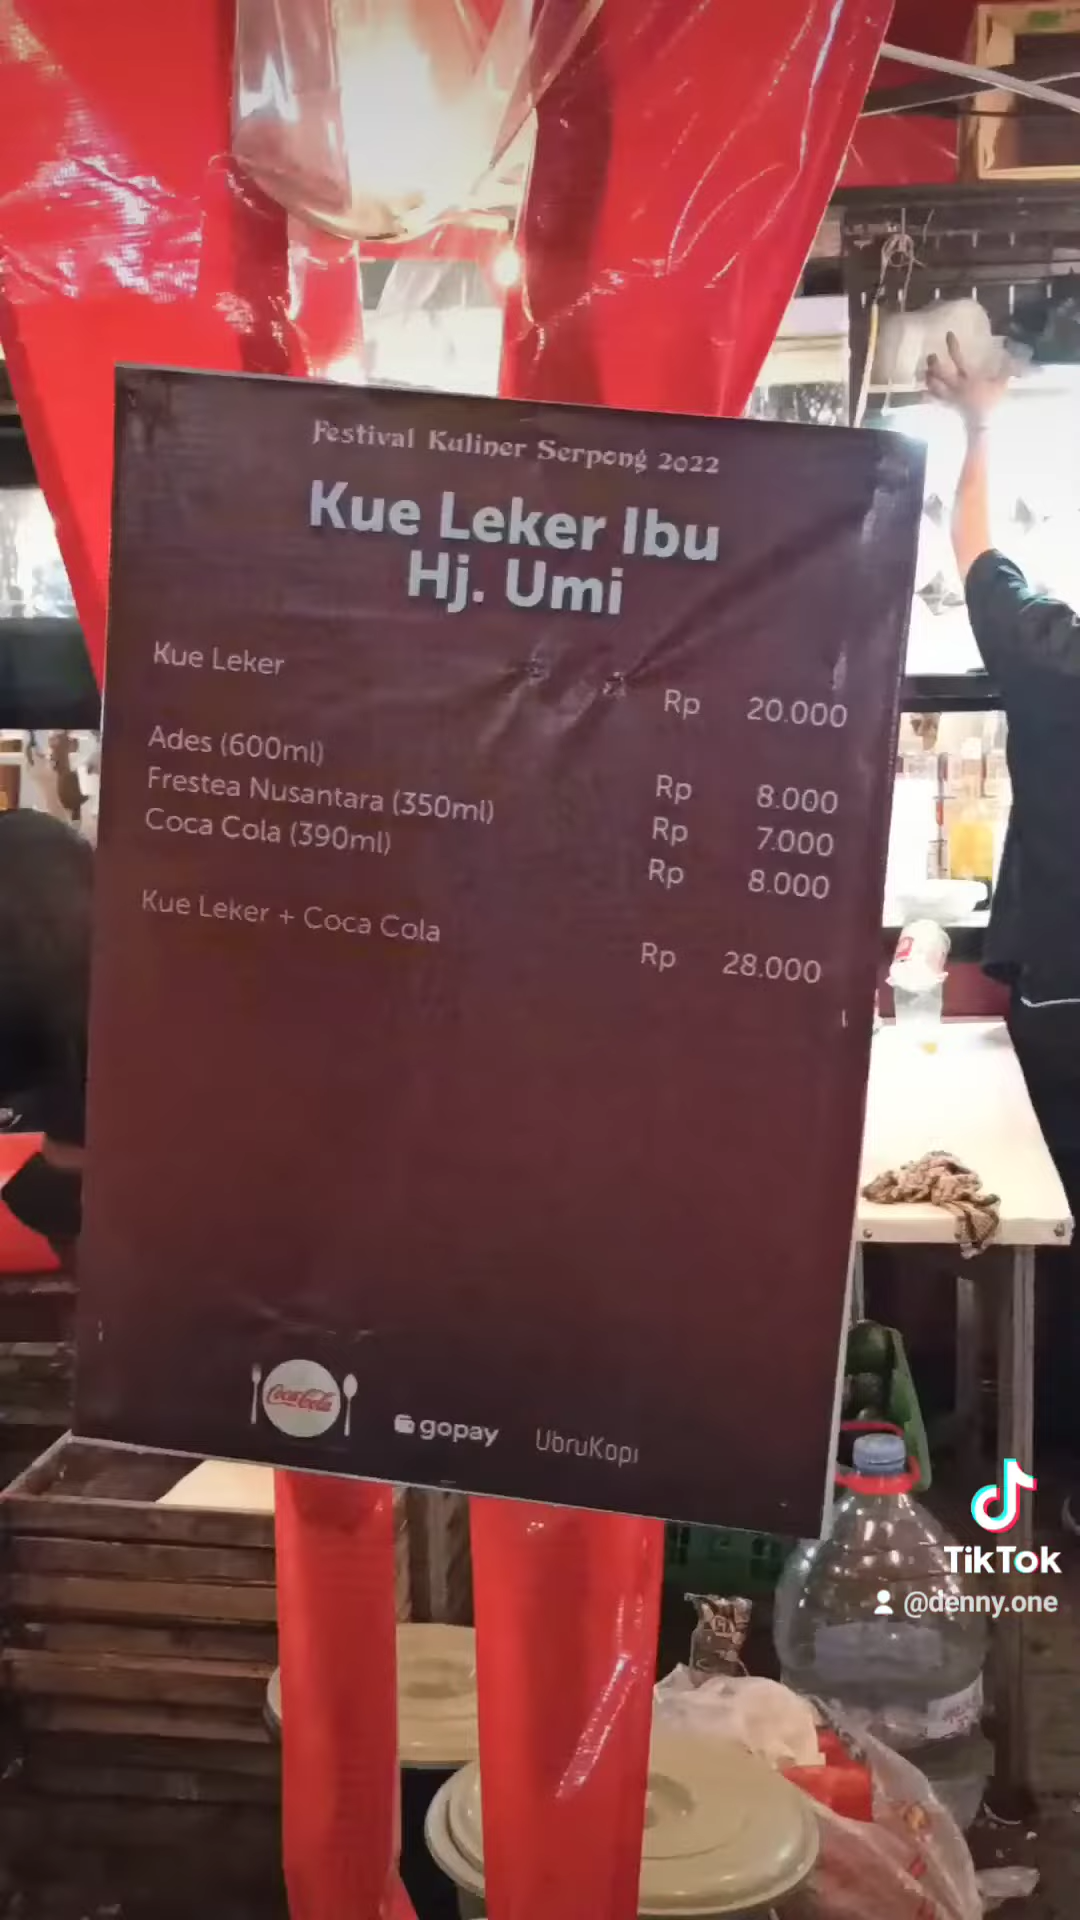 Festival Kuliner Serpong 2022
Kue Leker Ibu
Hj. Umi
Kue Leker Rp 20.000
Ades (600ml) Rp 8.000
Frestea Nusantara (350ml) Rp 7.000
Coca Cola (390ml) Rp 8.000
Kue Leker + Coca Cola Rp 28.000
Coca-Cola gopay UbruKopi
TikTok
@denny.one